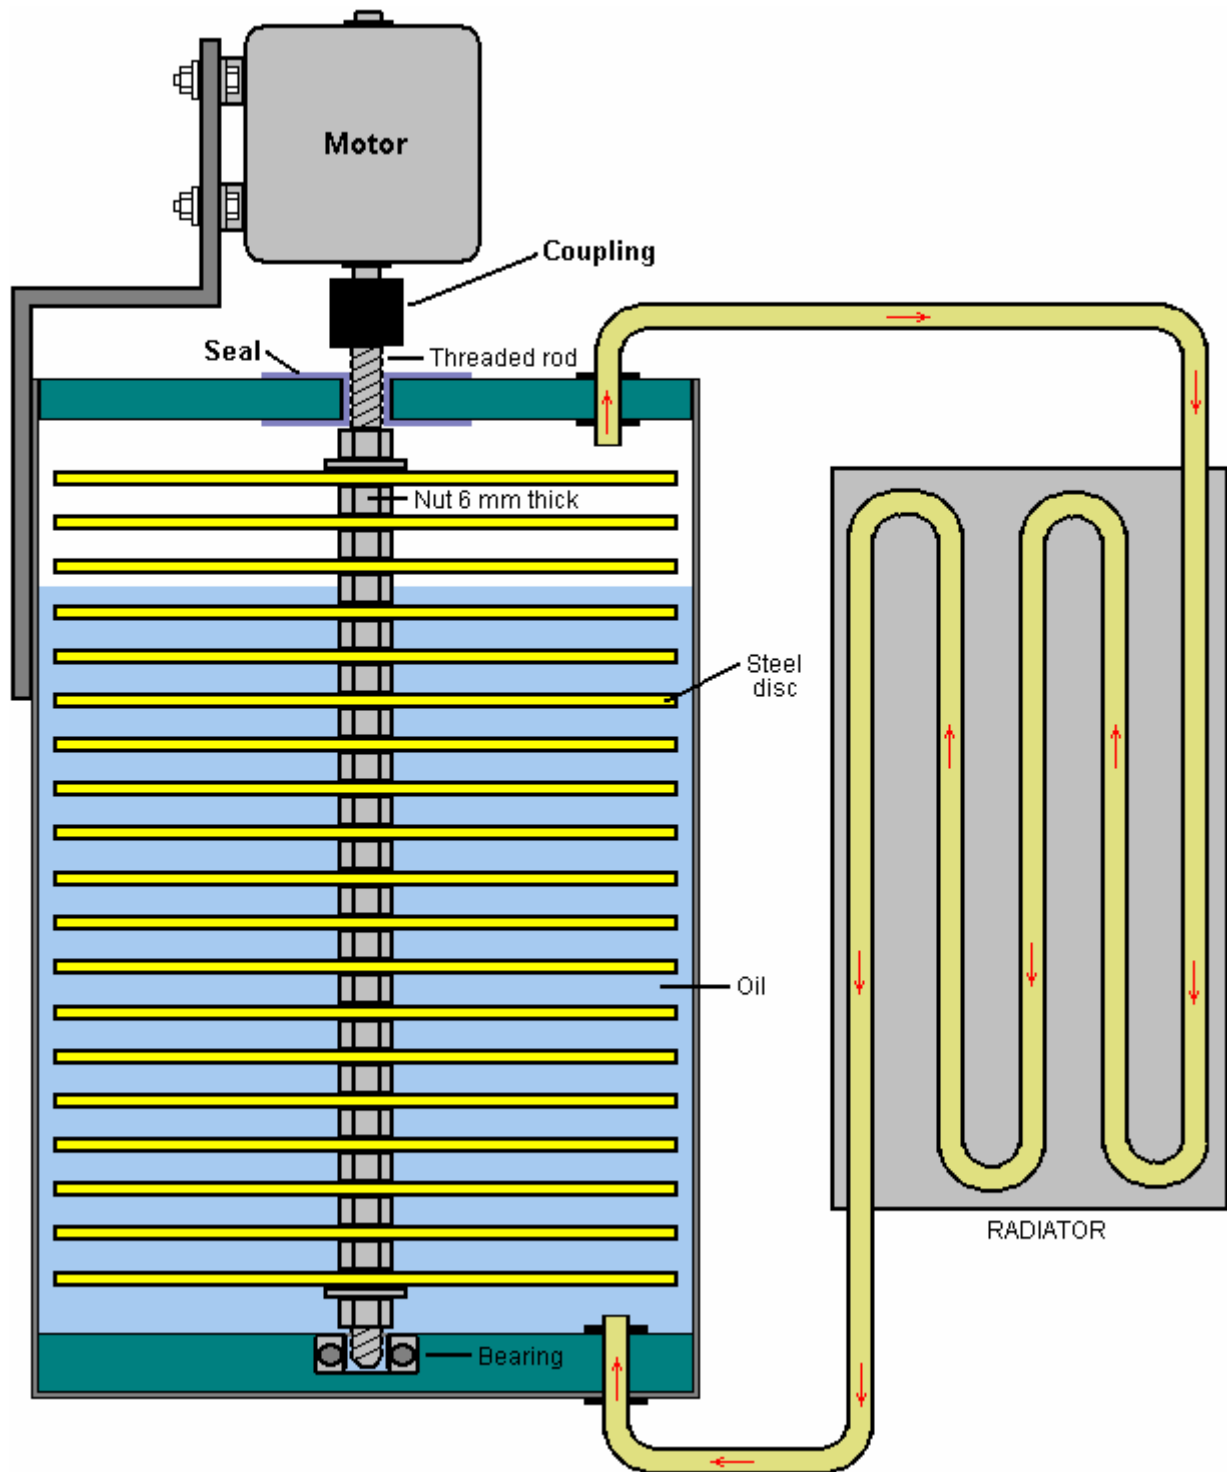 Motor
Coupling
Seal
Threaded rod
Nut 6 mm thick
Steel
disc
Oil
RADIATOR
Bearing